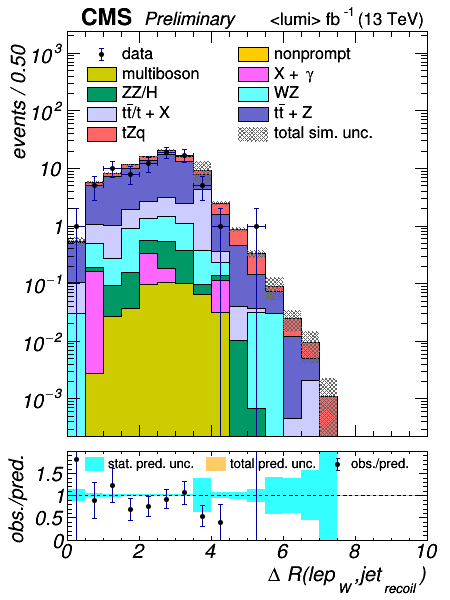 CMS Preliminary <lumi> fb⁻¹ (13 TeV)
events / 0.50
10³
10²
10
1
10⁻¹
10⁻²
10⁻³
data
nonprompt
multiboson
X + γ
ZZ/H
WZ
tt̄/t + X
tt̄ + Z
tZq
total sim. unc.
obs./pred.
1.5
1
0.5
0
stat. pred. unc.
total pred. unc.
obs./pred.
0 2 4 6 8 10
Δ R(lep_W,jet_recoil)